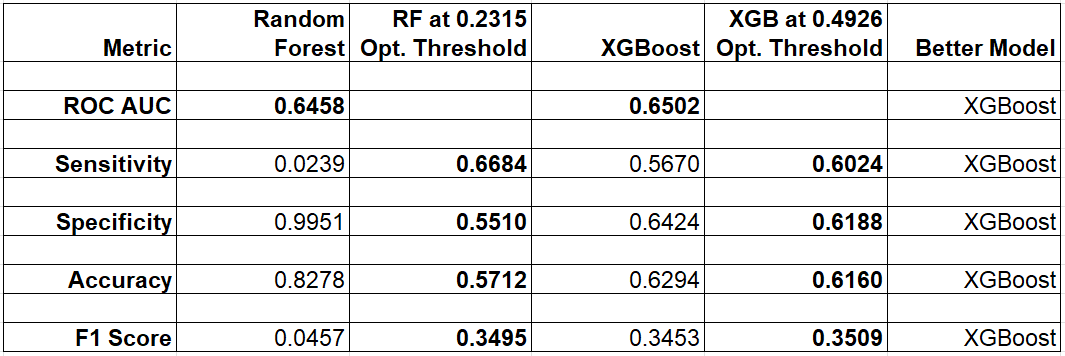 Metric Random Forest RF at 0.2315 Opt. Threshold XGBoost XGB at 0.4926 Opt. Threshold Better Model
ROC AUC 0.6458 0.6502 XGBoost
Sensitivity 0.0239 0.6684 0.5670 0.6024 XGBoost
Specificity 0.9951 0.5510 0.6424 0.6188 XGBoost
Accuracy 0.8278 0.5712 0.6294 0.6160 XGBoost
F1 Score 0.0457 0.3495 0.3453 0.3509 XGBoost